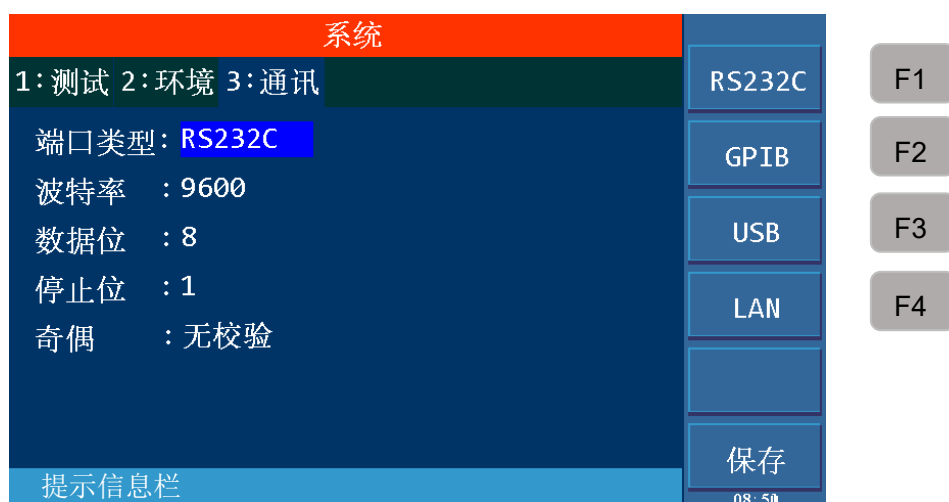 系统
1:测试 2:环境 3:通讯
端口类型: RS232C
波特率 : 9600
数据位 : 8
停止位 : 1
奇偶 : 无校验
提示信息栏
RS232C
GPIB
USB
LAN
保存
08:50
F1
F2
F3
F4